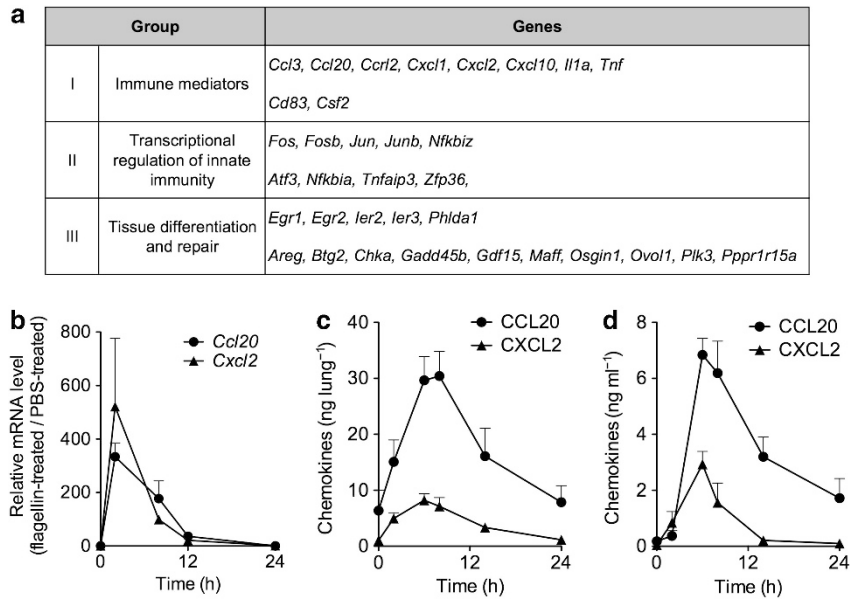 a
Group Genes
I Immune mediators
Ccl3, Ccl20, Ccrl2, Cxcl1, Cxcl2, Cxcl10, Il1a, Tnf
Cd83, Csf2
II Transcriptional
regulation of innate
immunity
Fos, Fosb, Jun, Junb, Nfkbiz
Atf3, Nfkbia, Tnfaip3, Zfp36,
III Tissue differentiation
and repair
Egr1, Egr2, Ier2, Ier3, Phlda1
Areg, Btg2, Chka, Gadd45b, Gdf15, Maff, Osgin1, Ovol1, Plk3, Pppr1r15a
b
Relative mRNA level
(flagellin-treated / PBS-treated)
800
600
400
200
0
Ccl20
Cxcl2
0 12 24
Time (h)
c
Chemokines (ng lung⁻¹)
40
30
20
10
0
CCL20
CXCL2
0 12 24
Time (h)
d
Chemokines (ng ml⁻¹)
8
6
4
2
0
CCL20
CXCL2
0 12 24
Time (h)